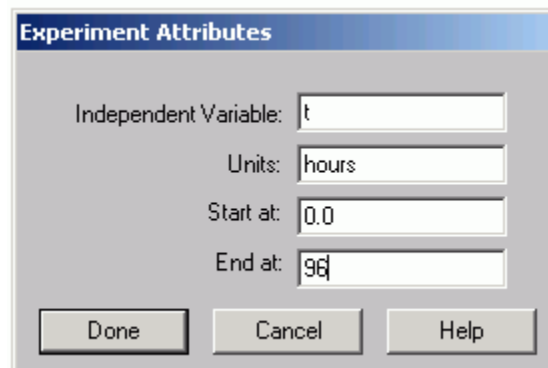 Experiment Attributes
Independent Variable: t
Units: hours
Start at: 0.0
End at: 96
Done Cancel Help